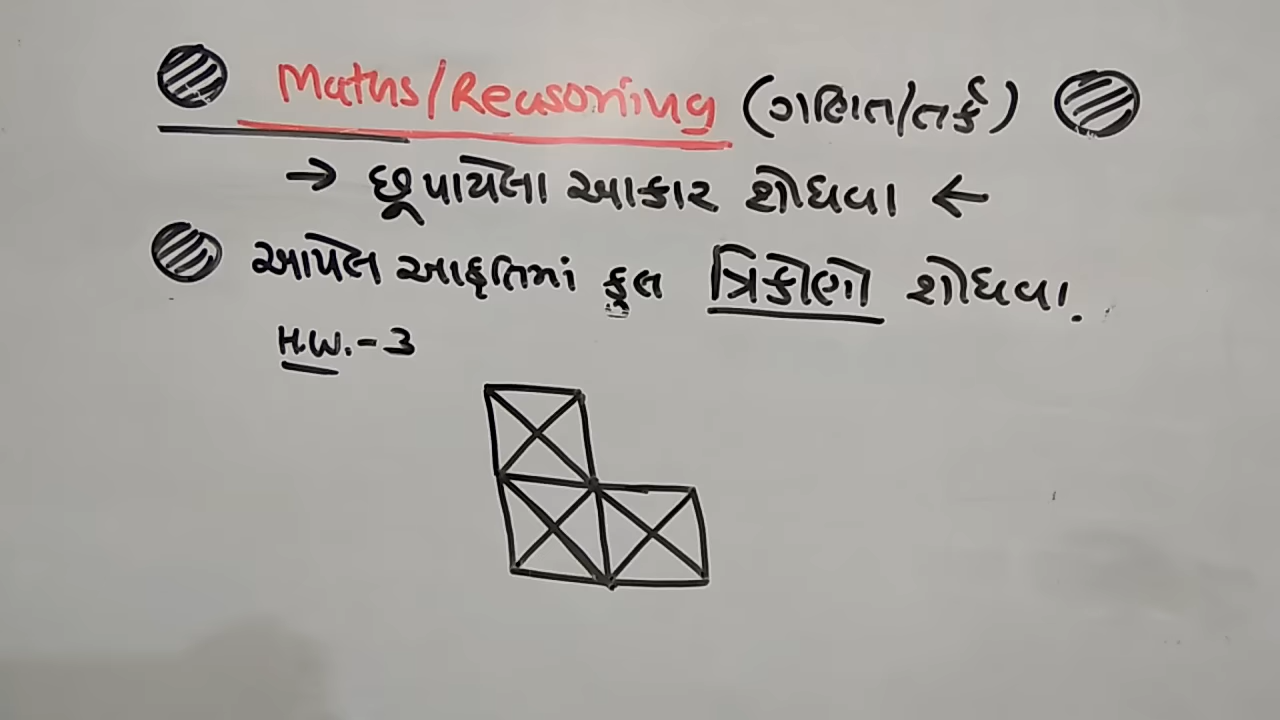 Maths/Reasoning (ગણિત/તર્ક)
→ છૂપાયેલા આકાર શોધવા ←
આપેલ આકૃતિમાં કુલ ત્રિકોણો શોધવા.
H.W.-3